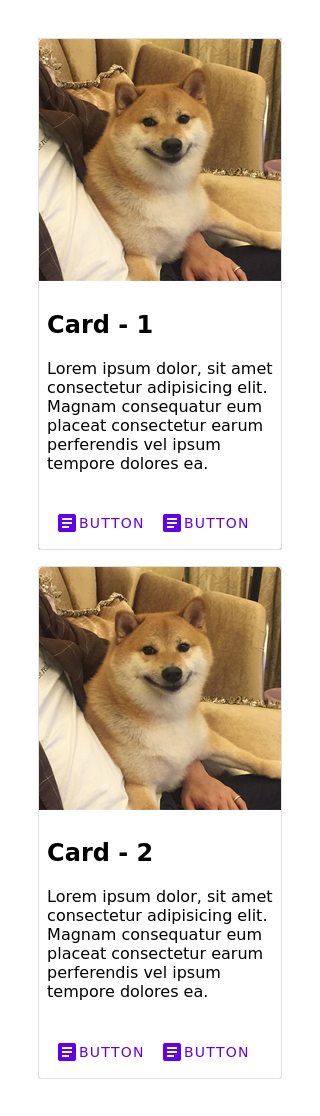 Card - 1
Lorem ipsum dolor, sit amet
consectetur adipisicing elit.
Magnam consequatur eum
placeat consectetur earum
perferendis vel ipsum
tempore dolores ea.
BUTTON BUTTON
Card - 2
Lorem ipsum dolor, sit amet
consectetur adipisicing elit.
Magnam consequatur eum
placeat consectetur earum
perferendis vel ipsum
tempore dolores ea.
BUTTON BUTTON